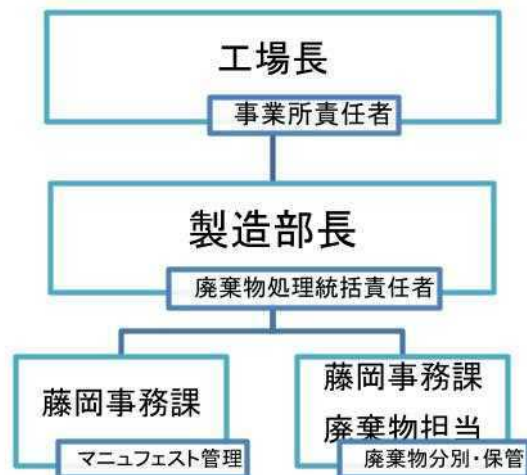 工場長
事業所責任者
製造部長
廃棄物処理統括責任者
藤岡事務課
マニュフェスト管理
藤岡事務課
廃棄物担当
廃棄物分別・保管